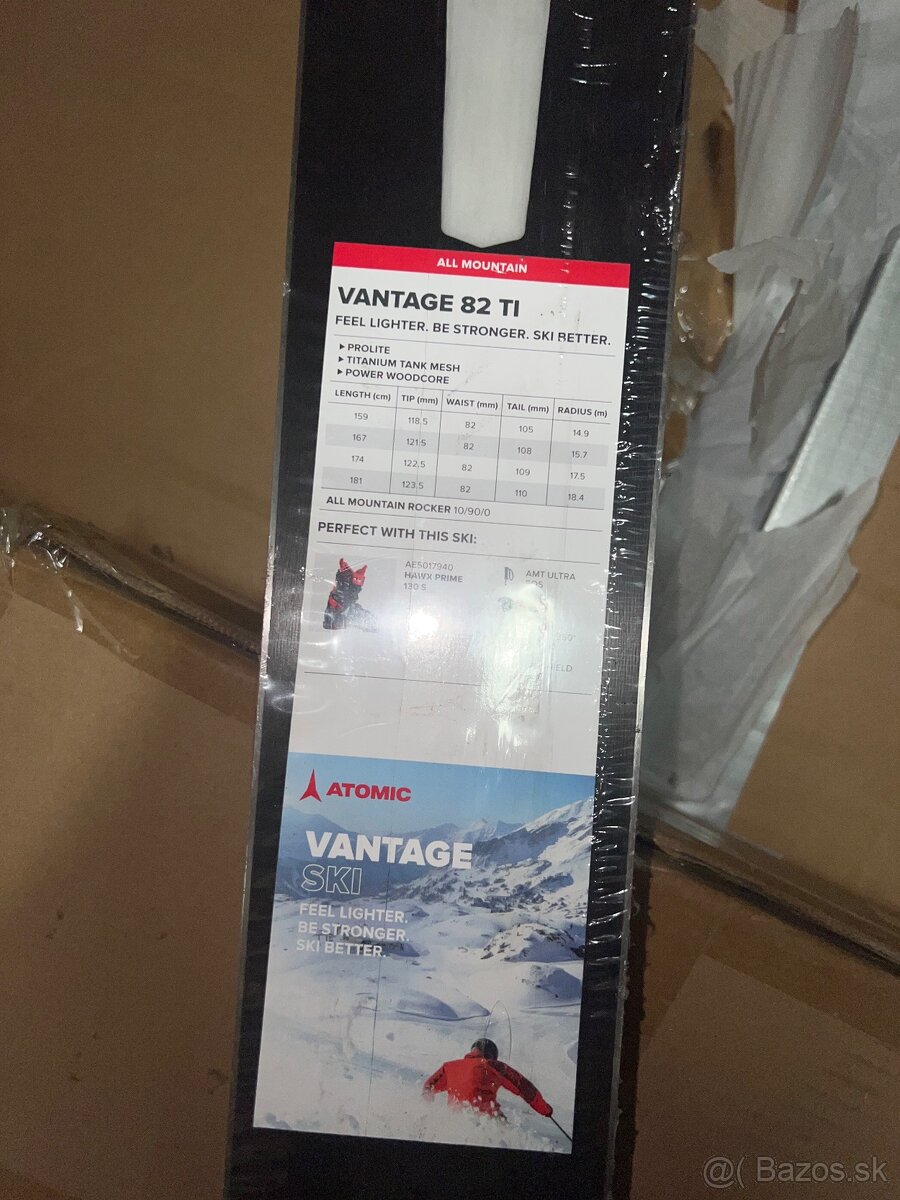 ALL MOUNTAIN
VANTAGE 82 TI
FEEL LIGHTER. BE STRONGER. SKI BETTER.
▶ PROLITE
▶ TITANIUM TANK MESH
▶ POWER WOODCORE
LENGTH (cm) TIP (mm) WAIST (mm) TAIL (mm) RADIUS (m)
159 118.5 82 105 14.9
167 121.5 82 108 15.7
174 122.5 82 109 17.5
181 123.5 82 110 18.4
ALL MOUNTAIN ROCKER 10/90/0
PERFECT WITH THIS SKI:
AE5017940
HAWX PRIME
130 S
AMT ULTRA
ATOMIC
VANTAGE
SKI
FEEL LIGHTER.
BE STRONGER.
SKI BETTER.
@( Bazos.sk